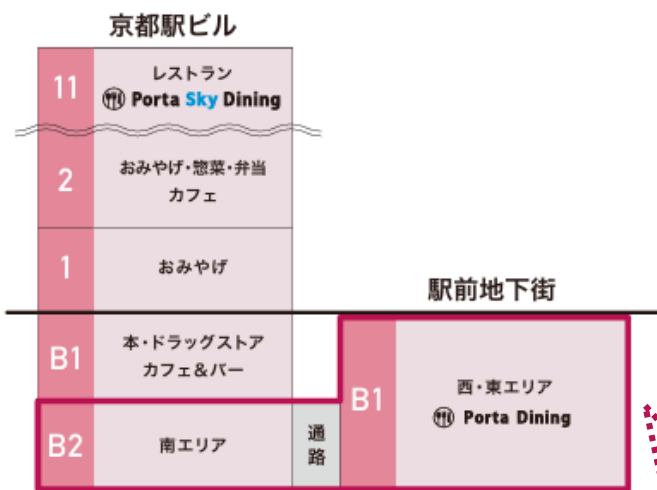 京都駅ビル
11
レストラン
Porta Sky Dining
2
おみやげ・惣菜・弁当
カフェ
1
おみやげ
駅前地下街
B1
本・ドラッグストア
カフェ&バー
B1
西・東エリア
Porta Dining
B2
南エリア
通
路